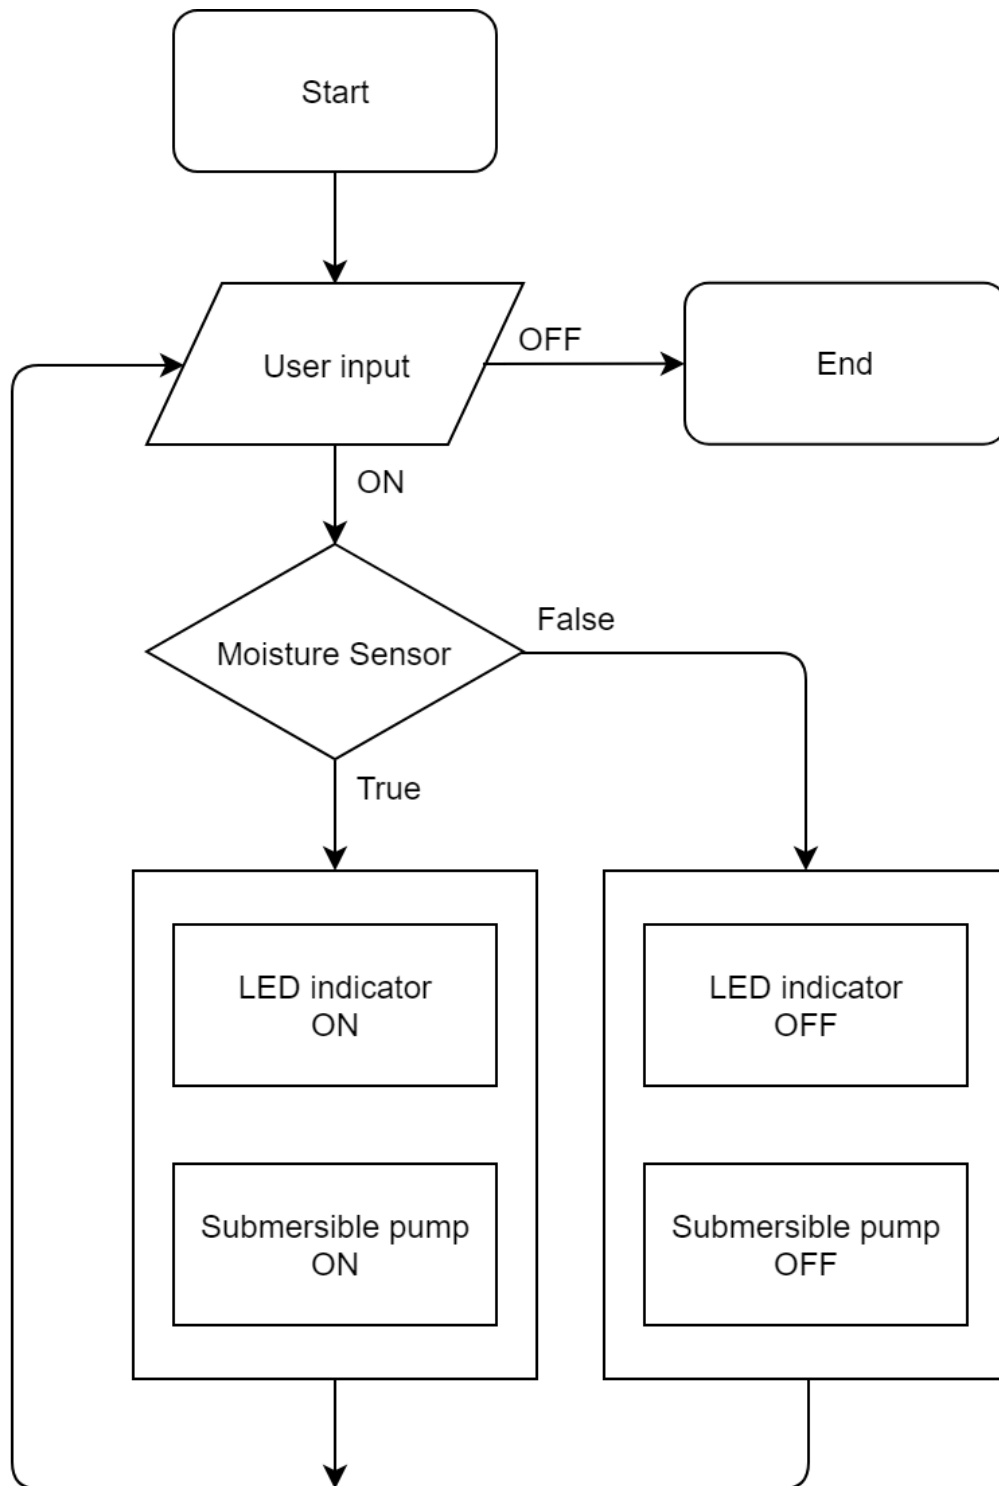 Start
User input
OFF
End
ON
Moisture Sensor
False
True
LED indicator
ON
LED indicator
OFF
Submersible pump
ON
Submersible pump
OFF